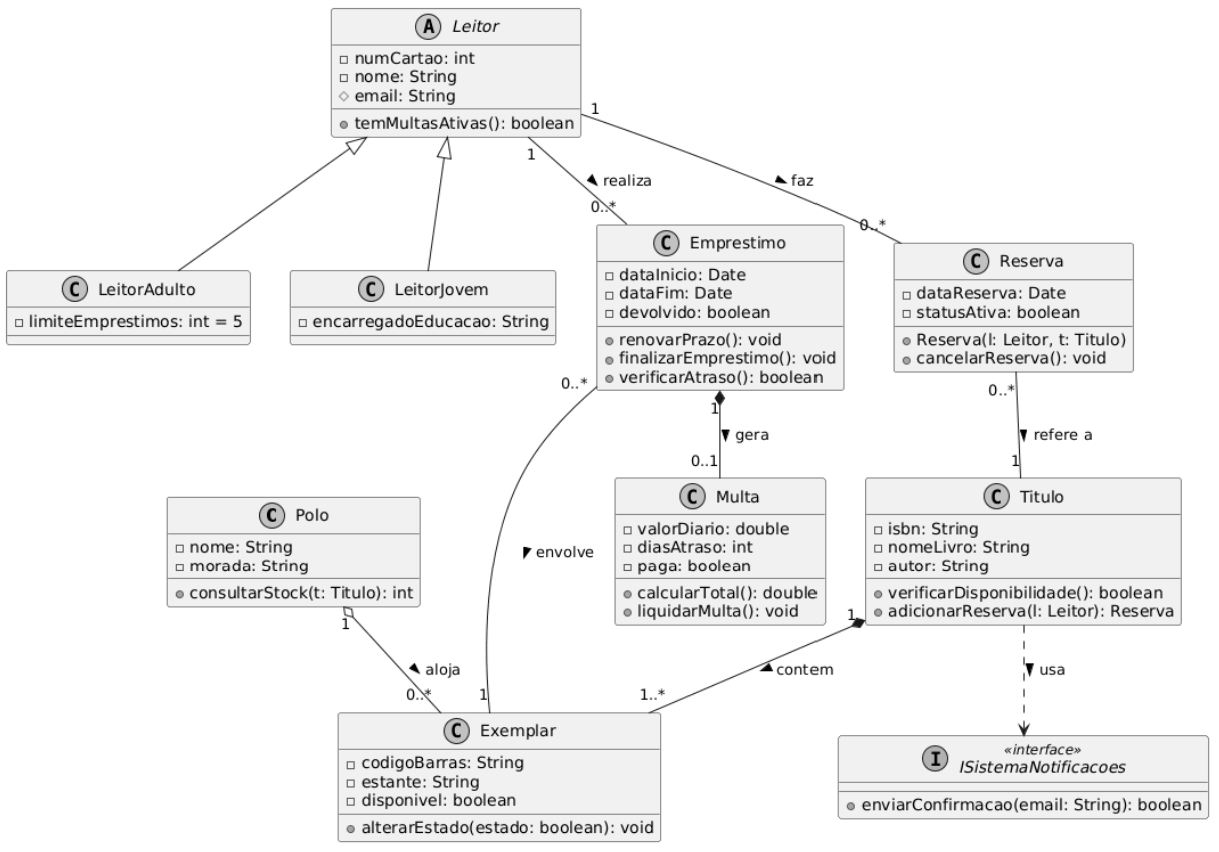 A Leitor
numCartao: int
nome: String
email: String
temMultasAtivas(): boolean
1
1
realiza
faz
0..*
0..*
C LeitorAdulto
limiteEmprestimos: int = 5
C LeitorJovem
encarregadoEducacao: String
C Emprestimo
dataInicio: Date
dataFim: Date
devolvido: boolean
renovarPrazo(): void
finalizarEmprestimo(): void
verificarAtraso(): boolean
C Reserva
dataReserva: Date
statusAtiva: boolean
Reserva(l: Leitor, t: Titulo)
cancelarReserva(): void
0..*
1
gera
0..1
0..*
refere a
1
C Polo
nome: String
morada: String
consultarStock(t: Titulo): int
envolve
C Multa
valorDiario: double
diasAtraso: int
paga: boolean
calcularTotal(): double
liquidarMulta(): void
C Titulo
isbn: String
nomeLivro: String
autor: String
verificarDisponibilidade(): boolean
adicionarReserva(l: Leitor): Reserva
1
aloja
0..*
1
1
contem
1..*
usa
C Exemplar
codigoBarras: String
estante: String
disponivel: boolean
alterarEstado(estado: boolean): void
I «interface»
ISistemaNotificacoes
enviarConfirmacao(email: String): boolean